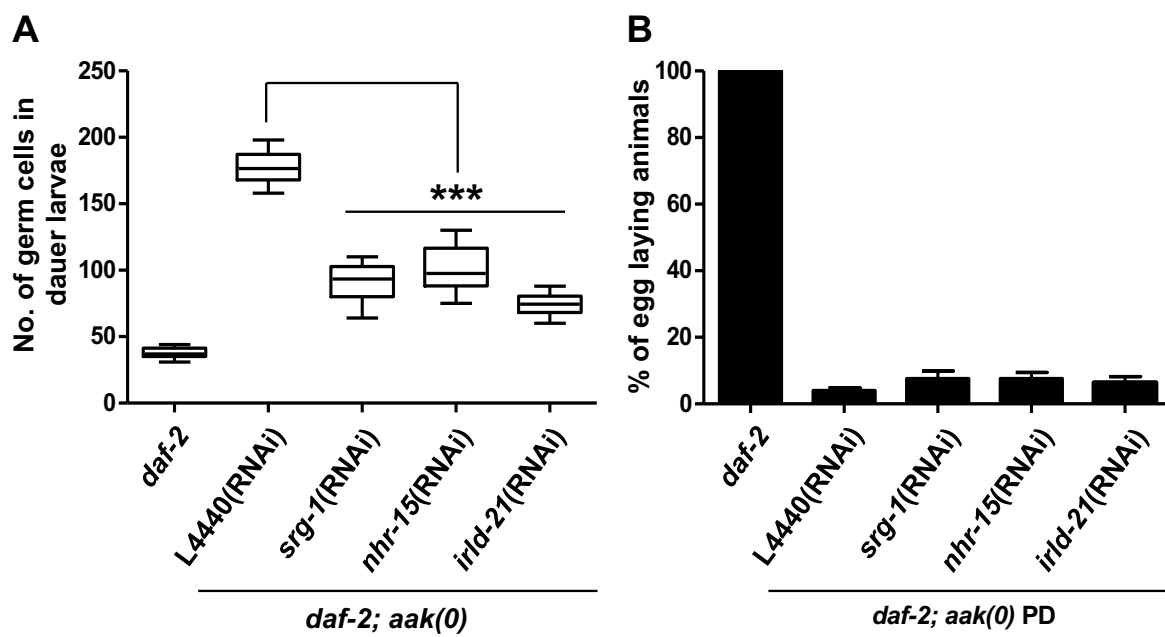 A
No. of germ cells in
dauer larvae
250
200
150
100
50
0
***
daf-2
L4440(RNAi)
srg-1(RNAi)
nhr-15(RNAi)
irld-21(RNAi)
daf-2; aak(0)
B
% of egg laying animals
100
80
60
40
20
0
daf-2
L4440(RNAi)
srg-1(RNAi)
nhr-15(RNAi)
irld-21(RNAi)
daf-2; aak(0) PD